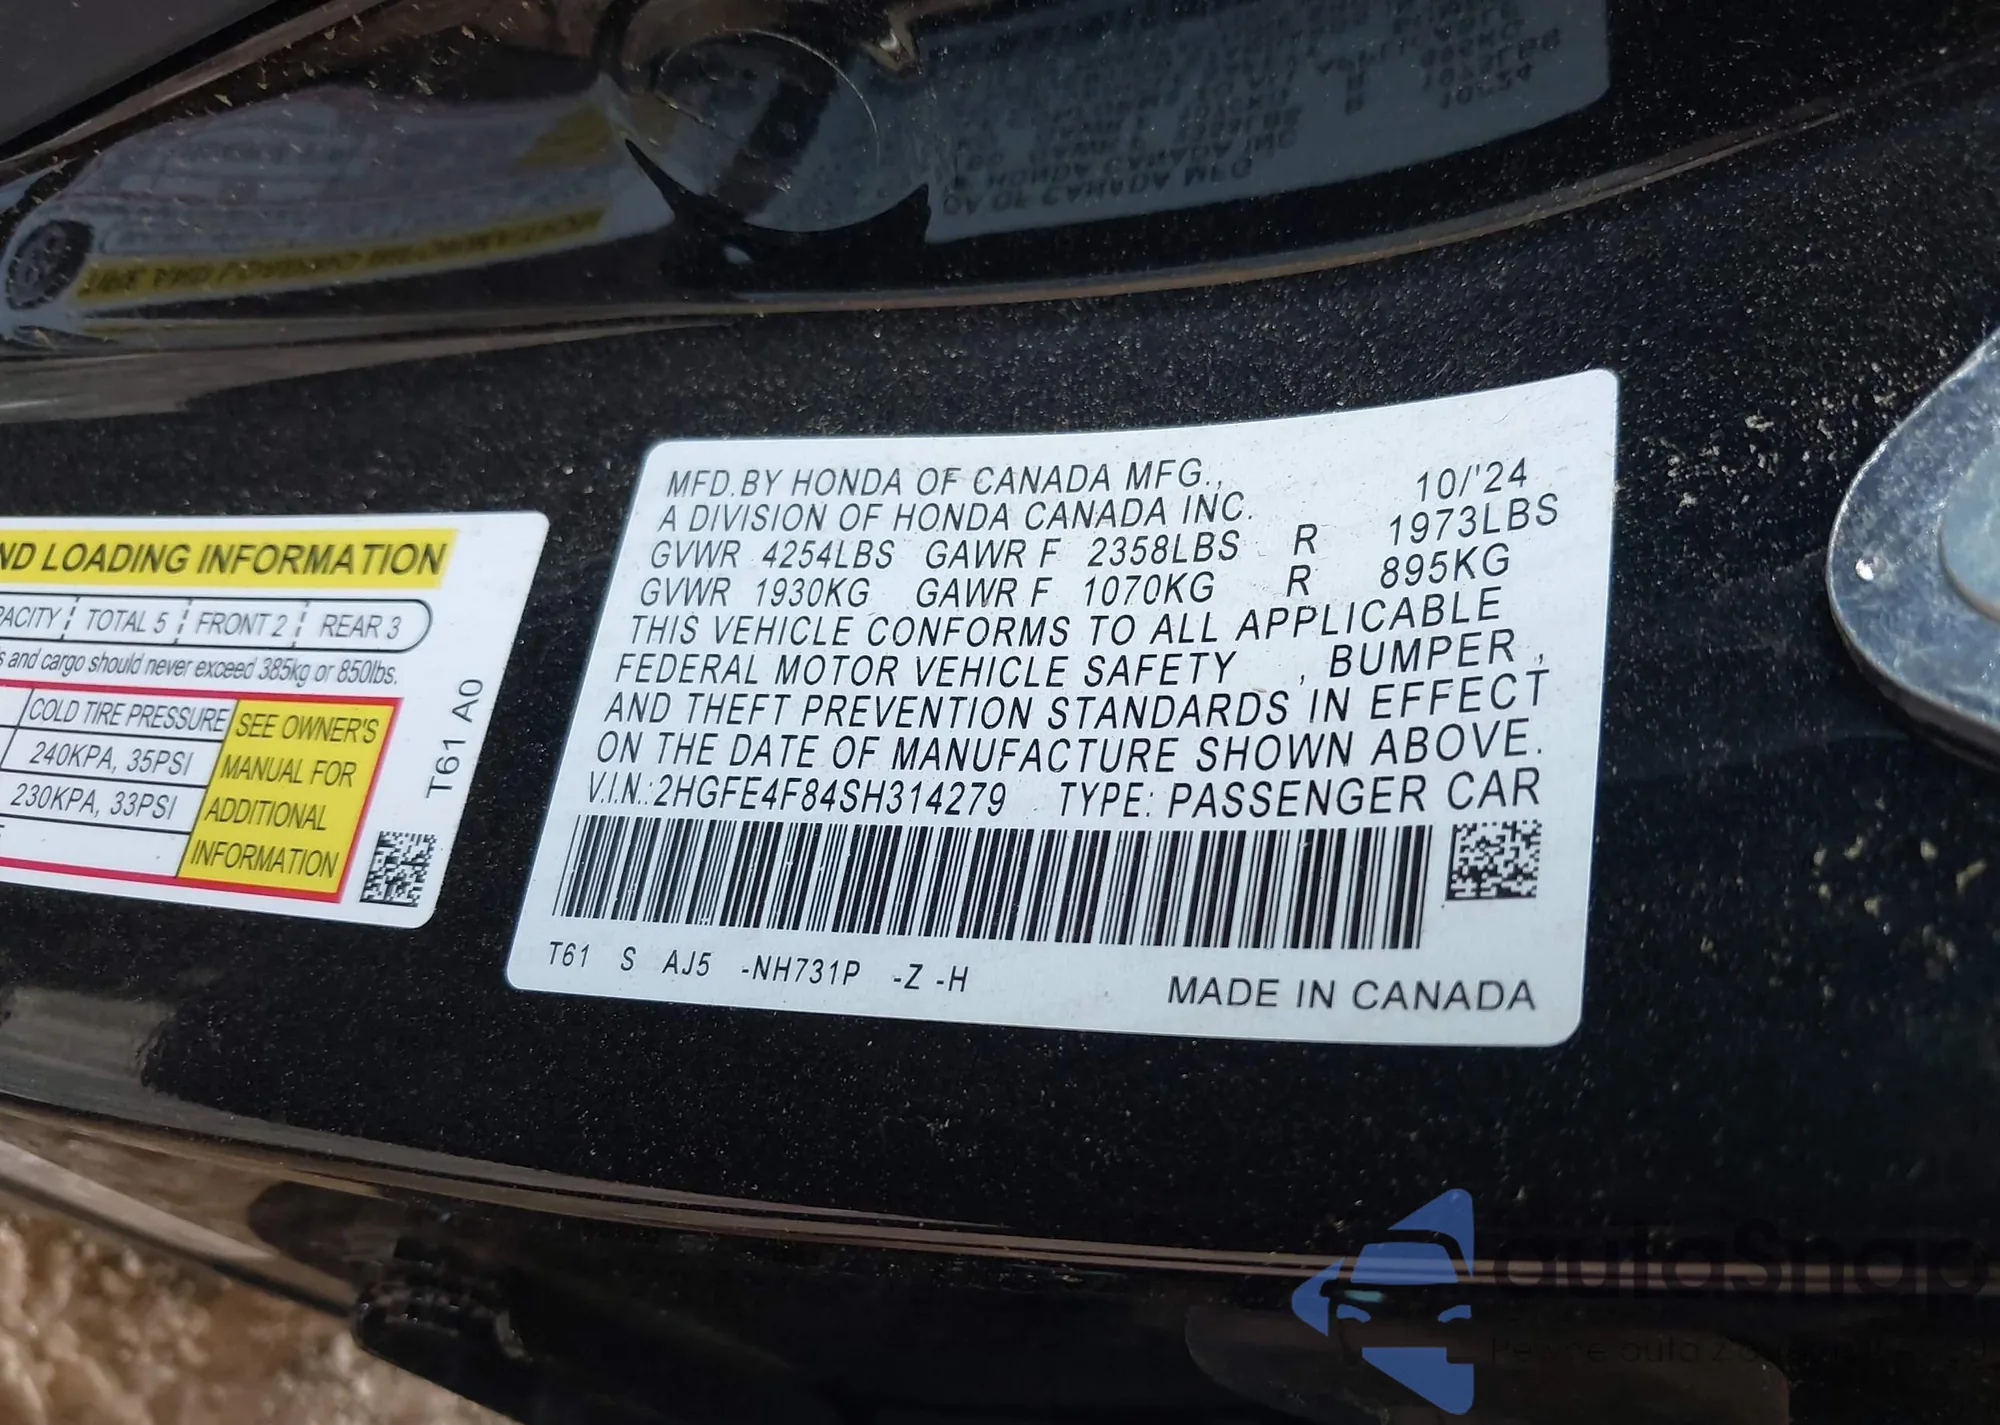 ND LOADING INFORMATION
PACITY TOTAL 5 FRONT 2 REAR 3
s and cargo should never exceed 385kg or 850lbs.
COLD TIRE PRESSURE
240KPA, 35PSI
230KPA, 33PSI
SEE OWNER'S
MANUAL FOR
ADDITIONAL
INFORMATION
T61 A0
MFD. BY HONDA OF CANADA MFG., 10/'24
A DIVISION OF HONDA CANADA INC.
GVWR 4254LBS GAWR F 2358LBS R 1973LBS
GVWR 1930KG GAWR F 1070KG R 895KG
THIS VEHICLE CONFORMS TO ALL APPLICABLE
FEDERAL MOTOR VEHICLE SAFETY , BUMPER ,
AND THEFT PREVENTION STANDARDS IN EFFECT
ON THE DATE OF MANUFACTURE SHOWN ABOVE.
V.I.N.: 2HGFE4F84SH314279 TYPE: PASSENGER CAR
T61 S AJ5 -NH731P -Z -H
MADE IN CANADA
autoSnap